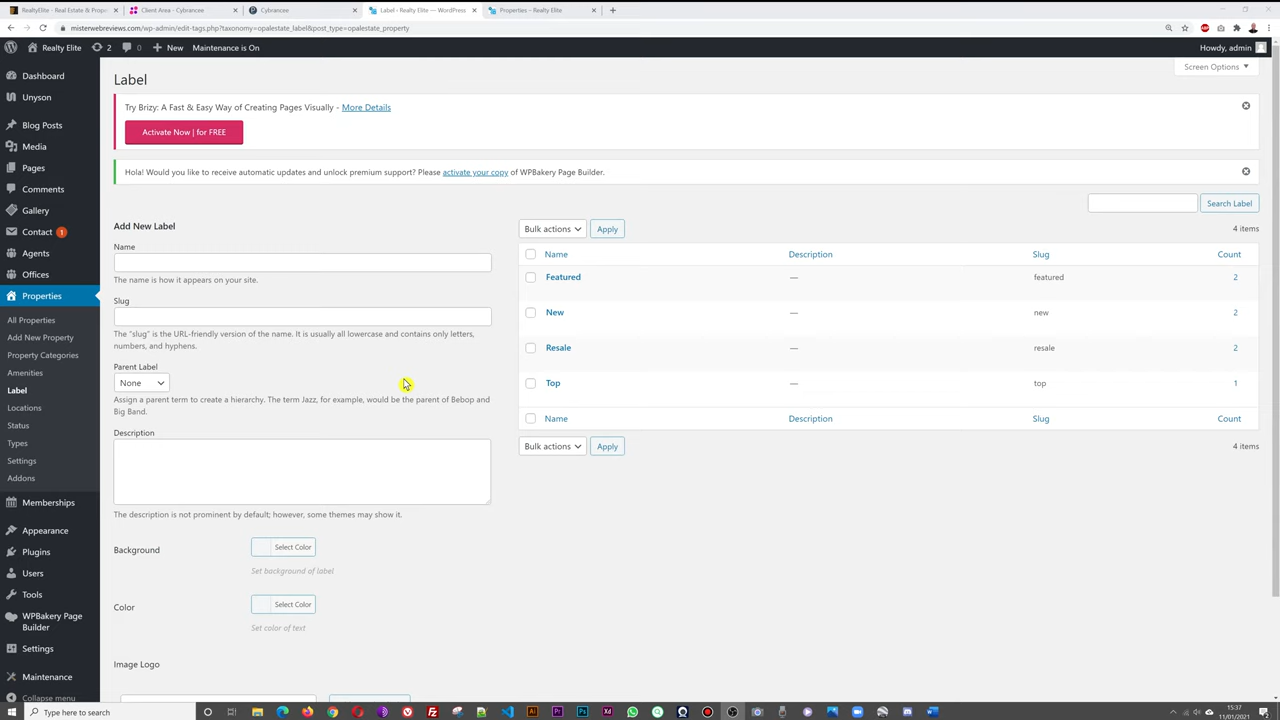 RealtyElite - Real Estate & Prope
Client Area - Cybrancee
Cybrancee
Label ‹ Realty Elite — WordPress
Properties – Realty Elite
misterwebreviews.com/wp-admin/edit-tags.php?taxonomy=opalestate_label&post_type=opalestate_property
Realty Elite
2
0
New
Maintenance is On
Howdy, admin
Dashboard
Unyson
Blog Posts
Media
Pages
Comments
Gallery
Contact 1
Agents
Offices
Properties
All Properties
Add New Property
Property Categories
Amenities
Label
Locations
Status
Types
Settings
Addons
Memberships
Appearance
Plugins
Users
Tools
WPBakery Page
Builder
Settings
Maintenance
Collapse menu
Label
Screen Options
Try Brizy: A Fast & Easy Way of Creating Pages Visually - More Details
Activate Now | for FREE
Hola! Would you like to receive automatic updates and unlock premium support? Please activate your copy of WPBakery Page Builder.
Search Label
Add New Label
Name
The name is how it appears on your site.
Slug
The “slug” is the URL-friendly version of the name. It is usually all lowercase and contains only letters,
numbers, and hyphens.
Parent Label
None
Assign a parent term to create a hierarchy. The term Jazz, for example, would be the parent of Bebop and
Big Band.
Description
The description is not prominent by default; however, some themes may show it.
Background
Select Color
Set background of label
Color
Select Color
Set color of text
Image Logo
Bulk actions
Apply
4 items
Name Description Slug Count
Featured — featured 2
New — new 2
Resale — resale 2
Top — top 1
Name Description Slug Count
Bulk actions
Apply
4 items
Type here to search
15:37
11/01/2021